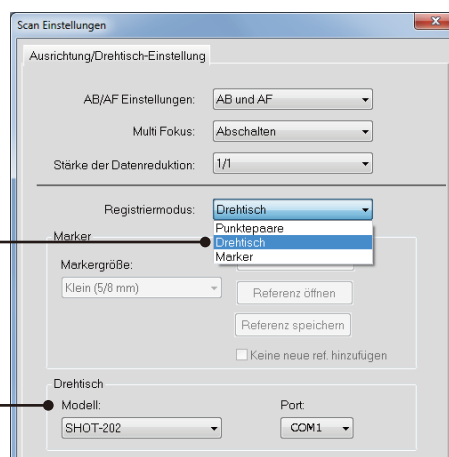 Scan Einstellungen
x
Ausrichtung/Drehtisch-Einstellung
AB/AF Einstellungen: AB und AF
Multi Fokus: Abschalten
Stärke der Datenreduktion: 1/1
Registriermodus: Drehtisch
Punktepaare
Marker Drehtisch
Marker
Markergröße:
Klein (5/8 mm) Referenz öffnen
Referenz speichern
Keine neue ref. hinzufügen
Drehtisch
Modell: Port:
SHOT-202 COM1